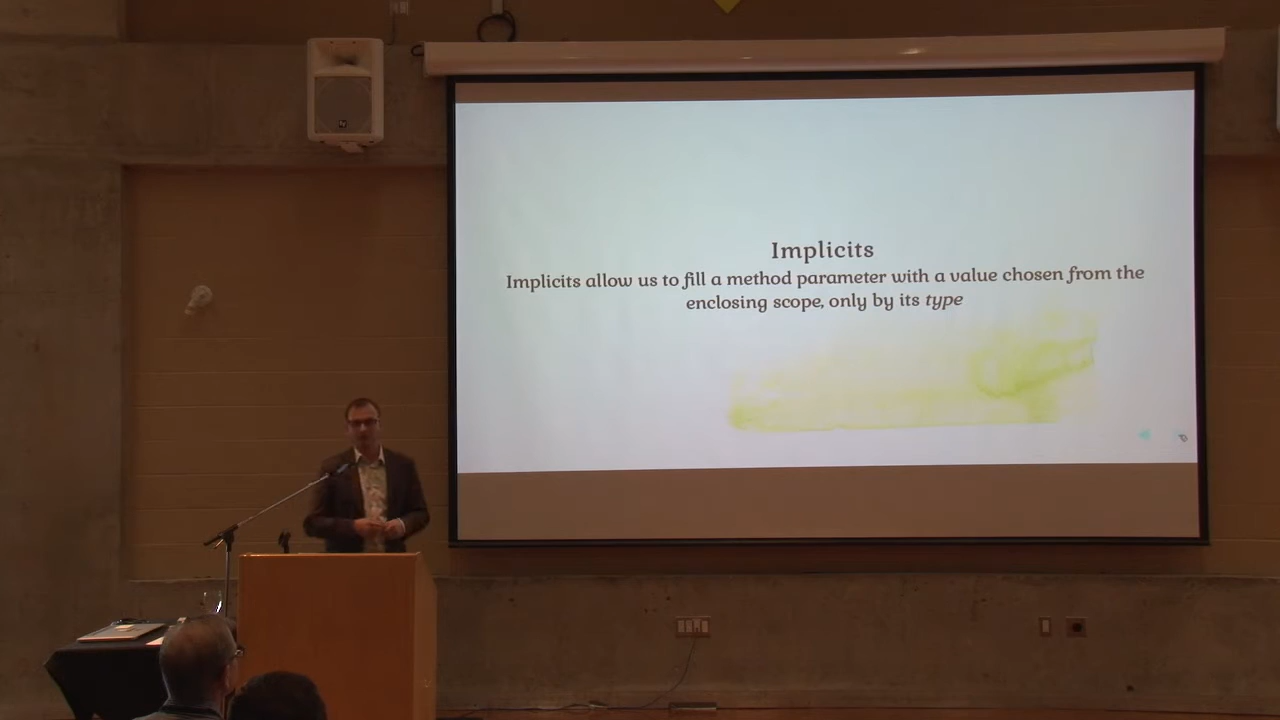 Implicits
Implicits allow us to fill a method parameter with a value chosen from the
enclosing scope, only by its type